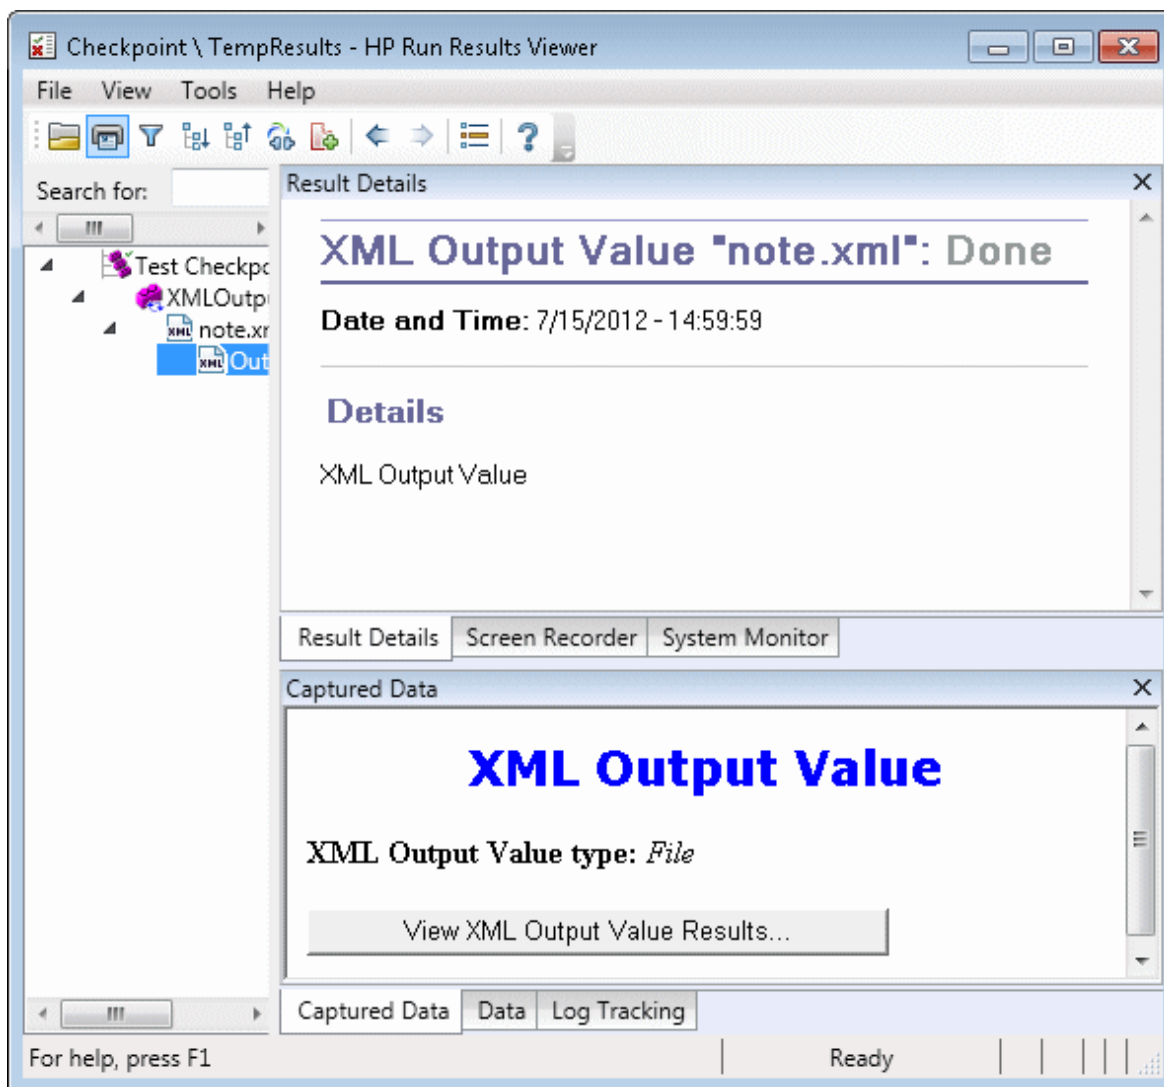 Checkpoint \ TempResults - HP Run Results Viewer
File View Tools Help
Search for:
Test Checkpo
XMLOutp
note.xr
Out
Result Details
XML Output Value "note.xml": Done
Date and Time: 7/15/2012 - 14:59:59
Details
XML Output Value
Result Details Screen Recorder System Monitor
Captured Data
XML Output Value
XML Output Value type: File
View XML Output Value Results...
Captured Data Data Log Tracking
For help, press F1 Ready